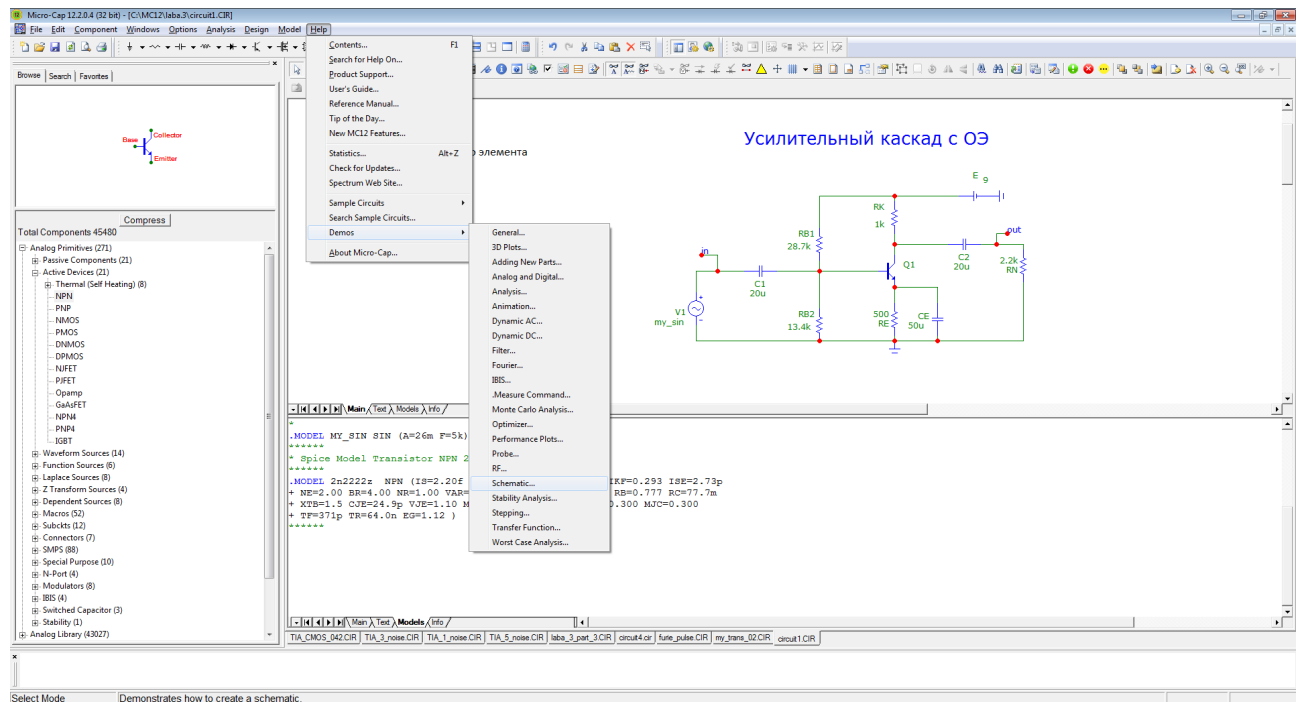 Micro-Cap 12.2.0.4 (32 bit) - [C:\MC12\laba.3\circuit1.CIR]
File Edit Component Windows Options Analysis Design Model Help
Browse Search Favorites
Base
Collector
Emitter
Compress
Total Components 45480
Analog Primitives (271)
Passive Components (21)
Active Devices (21)
Thermal (Self Heating) (8)
NPN
PNP
NMOS
PMOS
DNMOS
DPMOS
NJFET
PJFET
Opamp
GaAsFET
NPN4
PNP4
IGBT
Waveform Sources (14)
Function Sources (6)
Laplace Sources (8)
Z Transform Sources (4)
Dependent Sources (8)
Macros (52)
Subckts (12)
Connectors (7)
SMPS (88)
Special Purpose (10)
N-Port (4)
Modulators (8)
IBIS (4)
Switched Capacitor (3)
Stability (1)
Analog Library (43027)
Contents... F1
Search for Help On...
Product Support...
User's Guide...
Reference Manual...
Tip of the Day...
New MC12 Features...
Statistics... Alt+Z
Check for Updates...
Spectrum Web Site...
Sample Circuits
Search Sample Circuits...
Demos
About Micro-Cap...
General...
3D Plots...
Adding New Parts...
Analog and Digital...
Analysis...
Animation...
Dynamic AC...
Dynamic DC...
Filter...
Fourier...
IBIS...
.Measure Command...
Monte Carlo Analysis...
Optimizer...
Performance Plots...
Probe...
RF...
Schematic...
Stability Analysis...
Stepping...
Transfer Function...
Worst Case Analysis...
элемента
Усилительный каскад с ОЭ
E 9
RK
1k
RB1
28.7k
in
out
C1
20u
Q1
C2
20u
2.2k
RN
V1
my_sin
RB2
13.4k
500
RE
CE
50u
Main Text Models Info
*
.MODEL MY_SIN SIN (A=26m F=5k)
******
* Spice Model Transistor NPN 2
******
.MODEL 2n2222z NPN (IS=2.20f IKF=0.293 ISE=2.73p
+ NE=2.00 BR=4.00 NR=1.00 VAR= RB=0.777 RC=77.7m
+ XTB=1.5 CJE=24.9p VJE=1.10 M .300 MJC=0.300
+ TF=371p TR=64.0n EG=1.12 )
******
Main Text Models Info
TIA_CMOS_042.CIR TIA_3_noise.CIR TIA_1_noise.CIR TIA_5_noise.CIR laba_3_part_3.CIR circuit4.cir furie_pulse.CIR my_trans_02.CIR circuit1.CIR
Select Mode Demonstrates how to create a schematic.